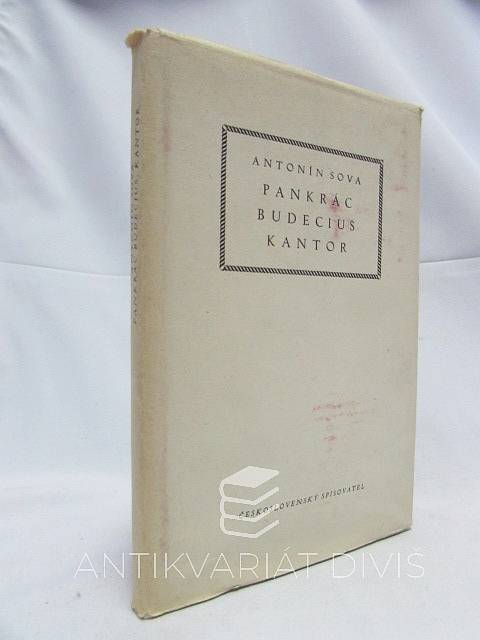 ANTONÍN SOVA
PANKRÁC
BUDECIUS
KANTOR
ČESKOSLOVENSKÝ SPISOVATEL
PANKRÁC BUDECIUS KANTOR
ANTIKVARIÁT DIVIŠ